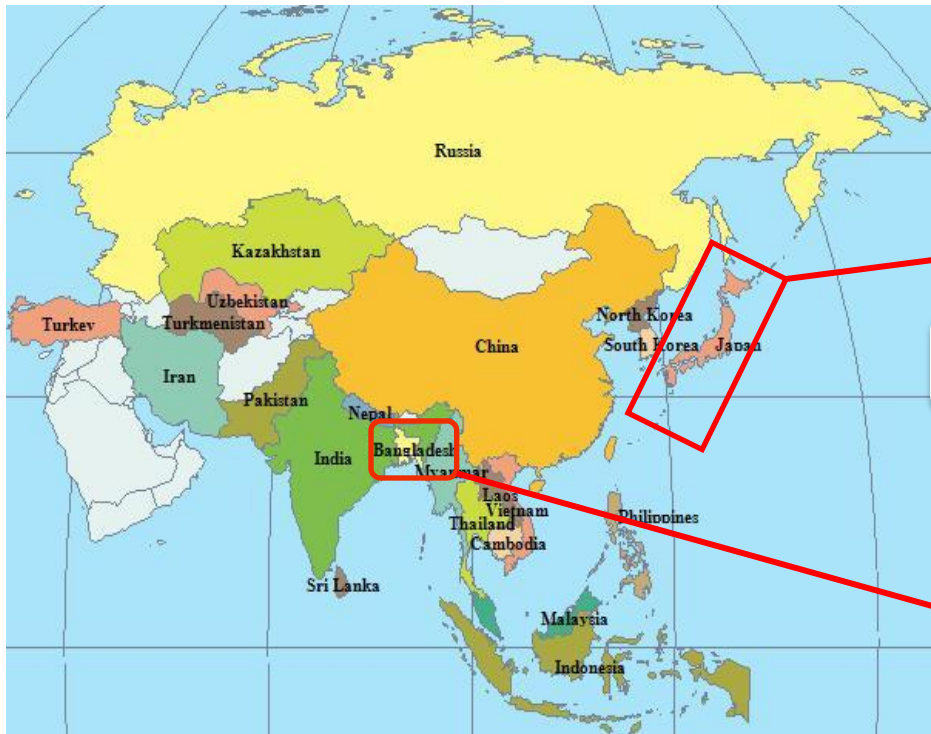 Russia
Kazakhstan
Uzbekistan
Turkmenistan
Turkev
North Korea
South Korea
Japan
China
Iran
Pakistan
Nepal
India
Bangladesh
Myanmar
Laos
Vietnam
Thailand
Cambodia
Philippines
Sri Lanka
Malaysia
Indonesia